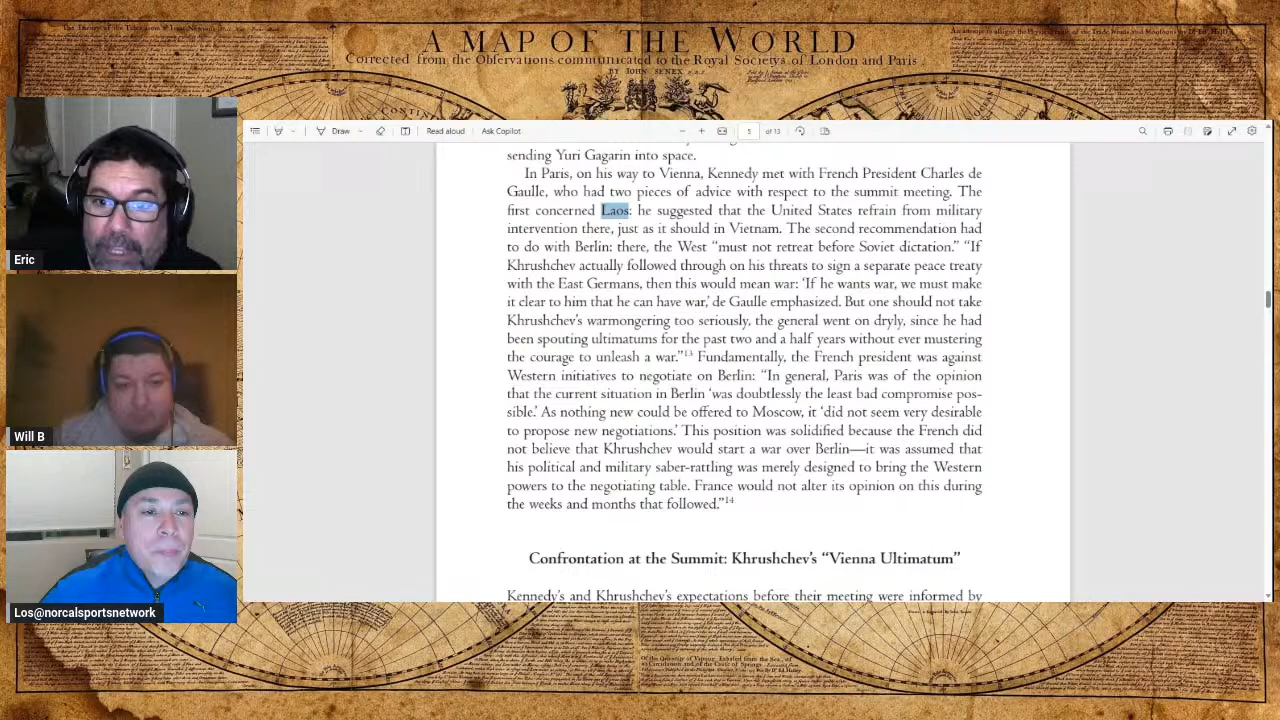 A MAP OF THE WORLD
Corrected from the Obfervations communicated to the Royal Societys of London and Paris
BY IOHN SENEX
Draw
Read aloud
Ask Copilot
5
of 13
sending Yuri Gagarin into space.
In Paris, on his way to Vienna, Kennedy met with French President Charles de
Gaulle, who had two pieces of advice with respect to the summit meeting. The
first concerned Laos: he suggested that the United States refrain from military
intervention there, just as it should in Vietnam. The second recommendation had
to do with Berlin: there, the West “must not retreat before Soviet dictation.” “If
Khrushchev actually followed through on his threats to sign a separate peace treaty
with the East Germans, then this would mean war: ‘If he wants war, we must make
it clear to him that he can have war,’ de Gaulle emphasized. But one should not take
Khrushchev’s warmongering too seriously, the general went on dryly, since he had
been spouting ultimatums for the past two and a half years without ever mustering
the courage to unleash a war.”13 Fundamentally, the French president was against
Western initiatives to negotiate on Berlin: “In general, Paris was of the opinion
that the current situation in Berlin ‘was doubtlessly the least bad compromise pos-
sible.’ As nothing new could be offered to Moscow, it ‘did not seem very desirable
to propose new negotiations.’ This position was solidified because the French did
not believe that Khrushchev would start a war over Berlin—it was assumed that
his political and military saber-rattling was merely designed to bring the Western
powers to the negotiating table. France would not alter its opinion on this during
the weeks and months that followed.”14
Confrontation at the Summit: Khrushchev’s “Vienna Ultimatum”
Kennedy’s and Khrushchev’s expectations before their meeting were informed by
Eric
Will B
Los@norcalsportsnetwork